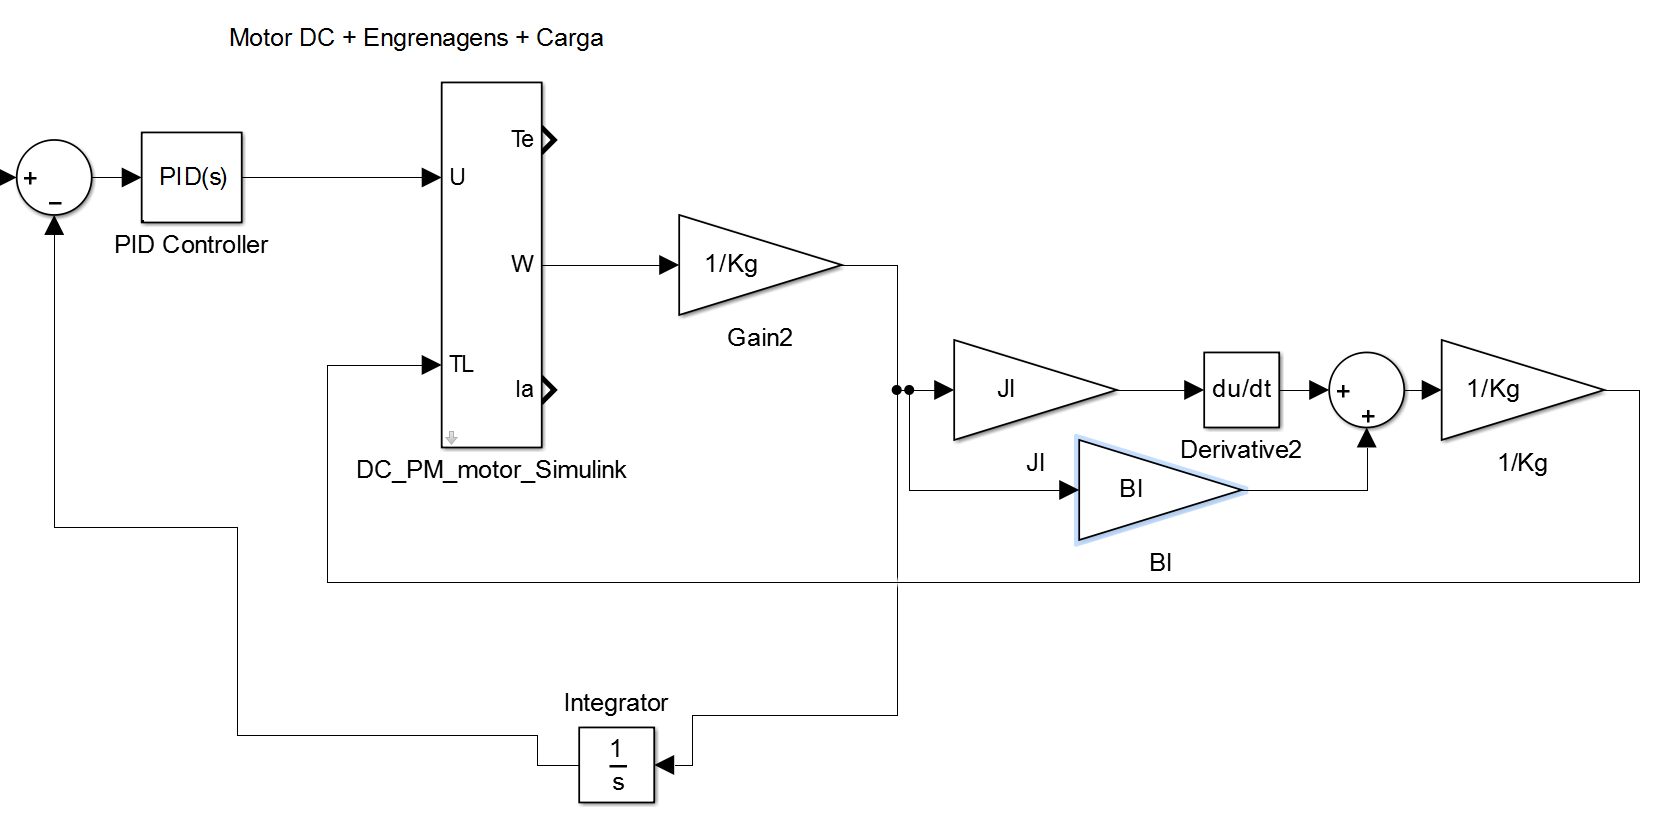 Motor DC + Engrenagens + Carga
+
−
PID(s)
PID Controller
U
TL
Te
W
Ia
DC_PM_motor_Simulink
1/Kg
Gain2
Jl
Jl
du/dt
Derivative2
+
+
1/Kg
1/Kg
Bl
Bl
Integrator
1
s